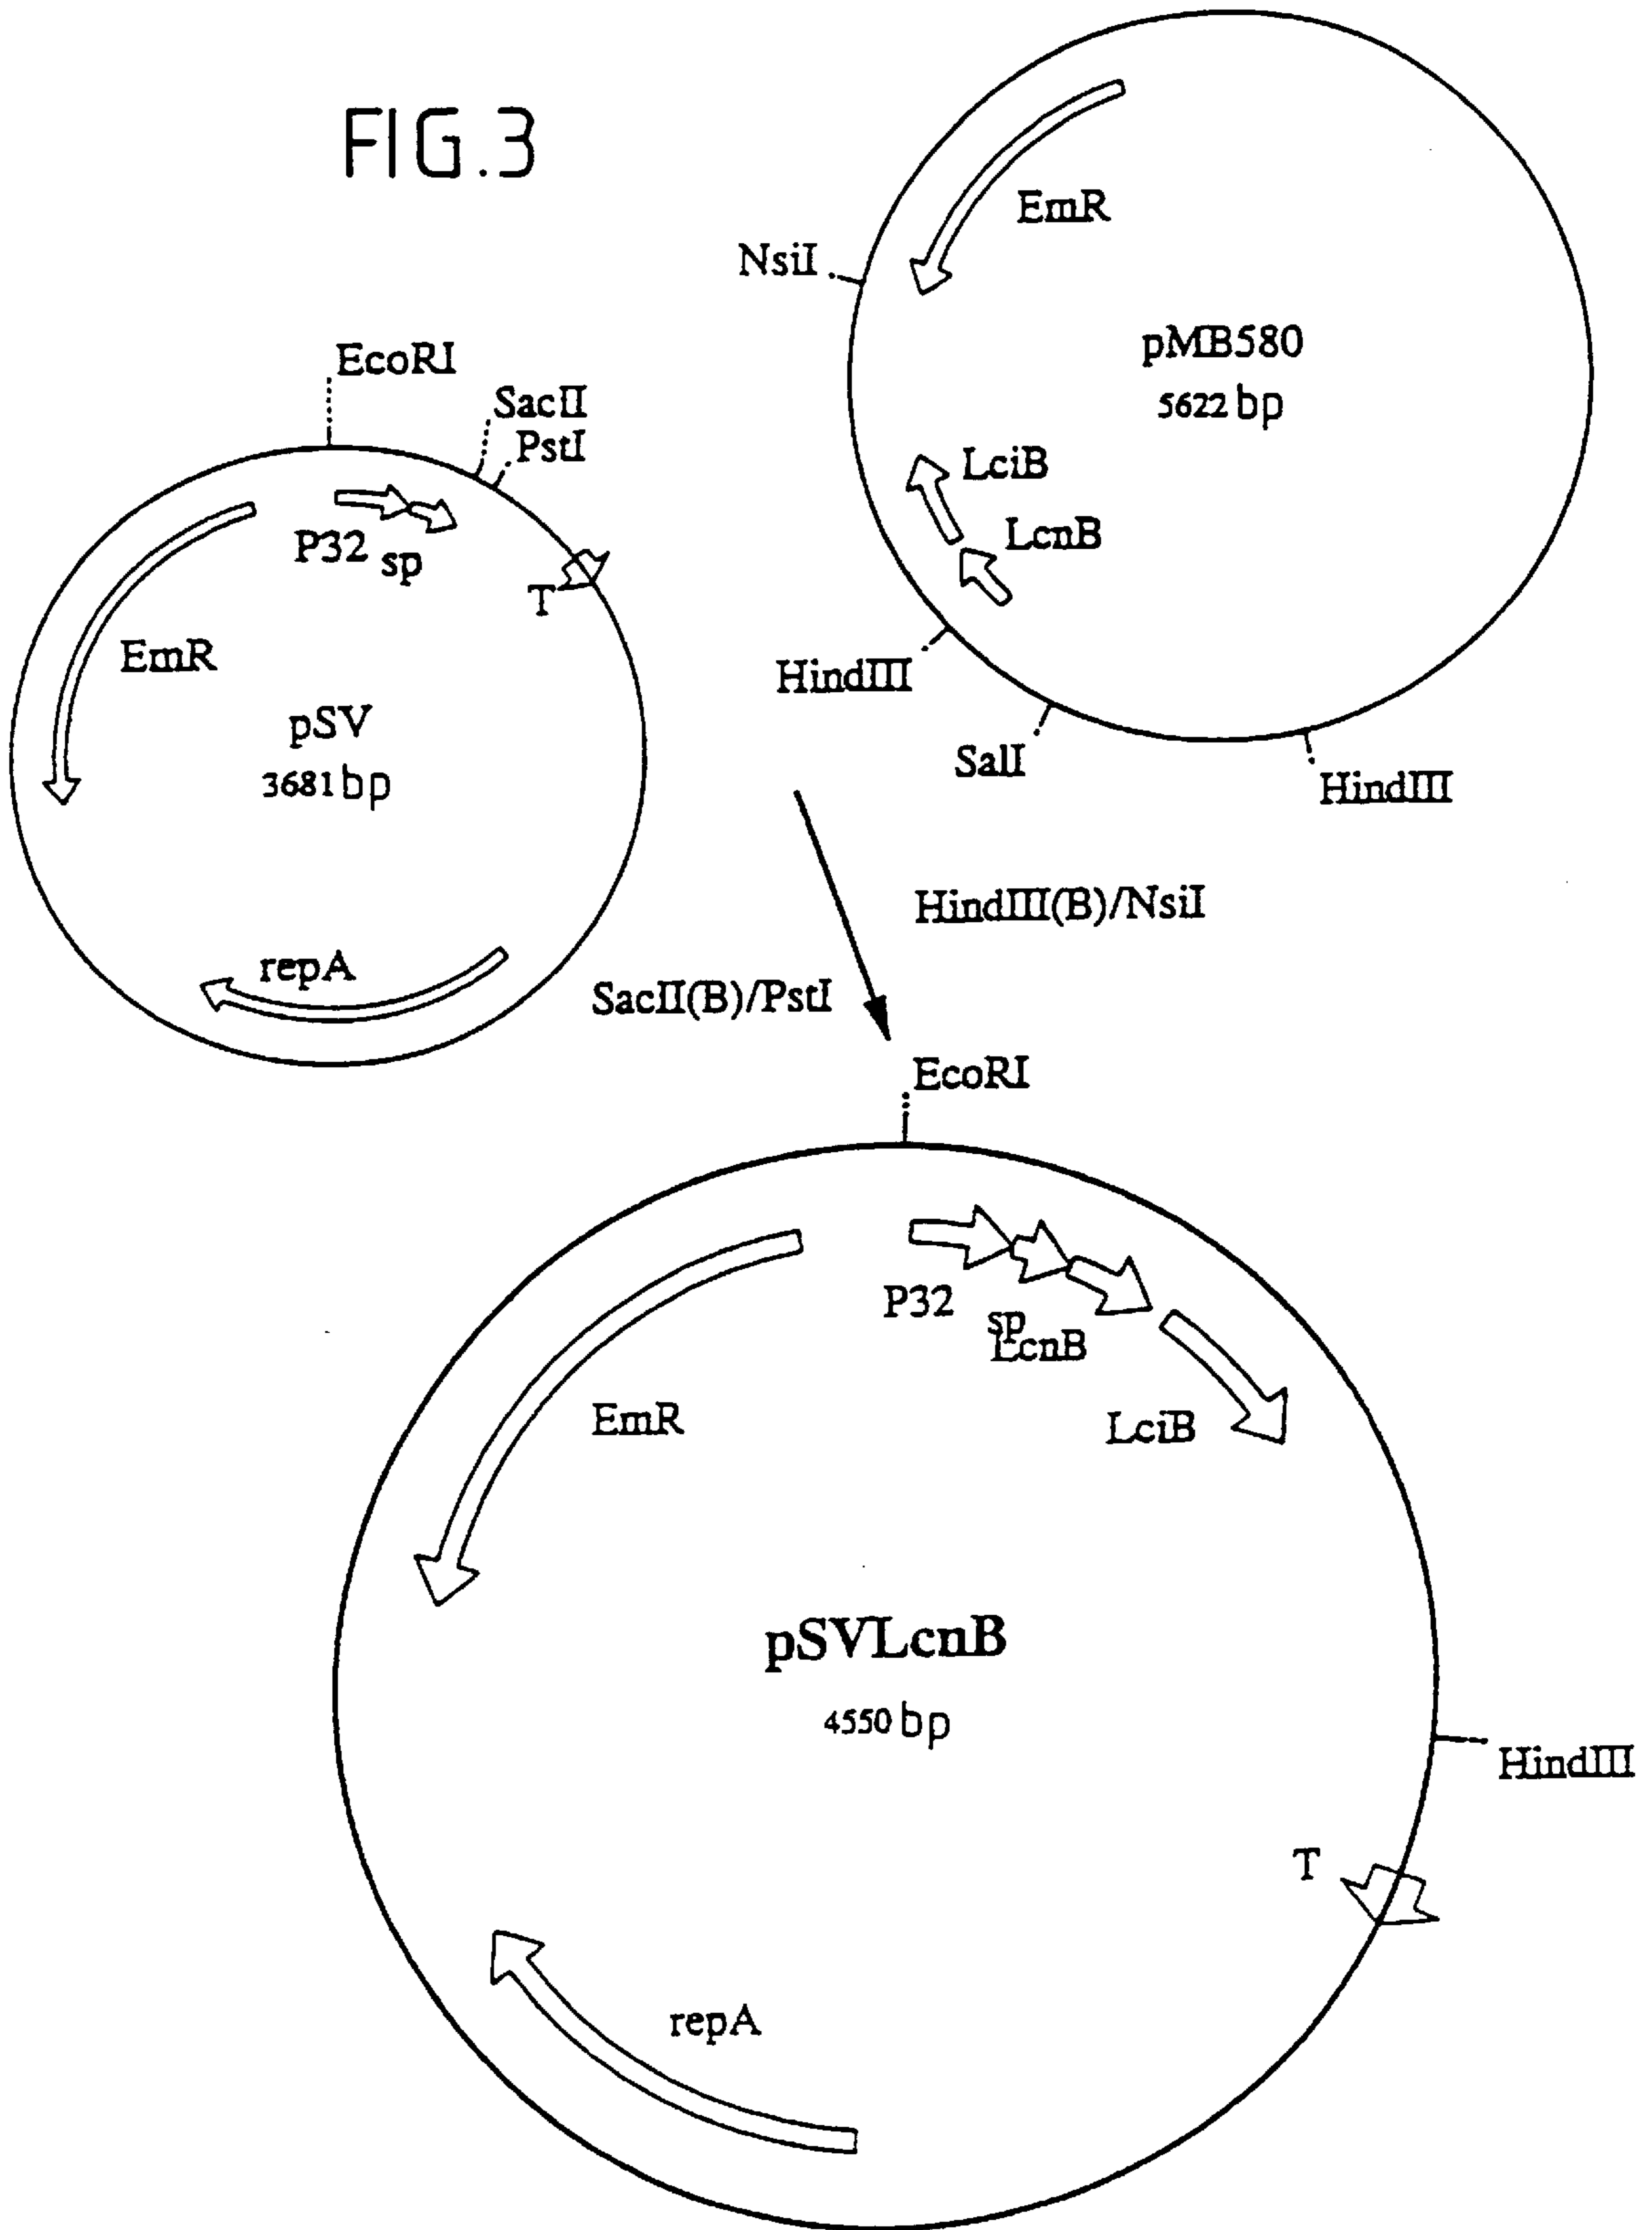 FIG.3
EmR
NsiI
pMB580
5622 bp
LciB
LcnB
HindIII
SalI
HindIII
EcoRI
SacII
PstI
P32
sp
T
EmR
pSV
3681 bp
repA
HindIII(B)/NsiI
SacII(B)/PstI
EcoRI
P32
sp
LcnB
LciB
EmR
pSVLcnB
4550 bp
HindIII
T
repA